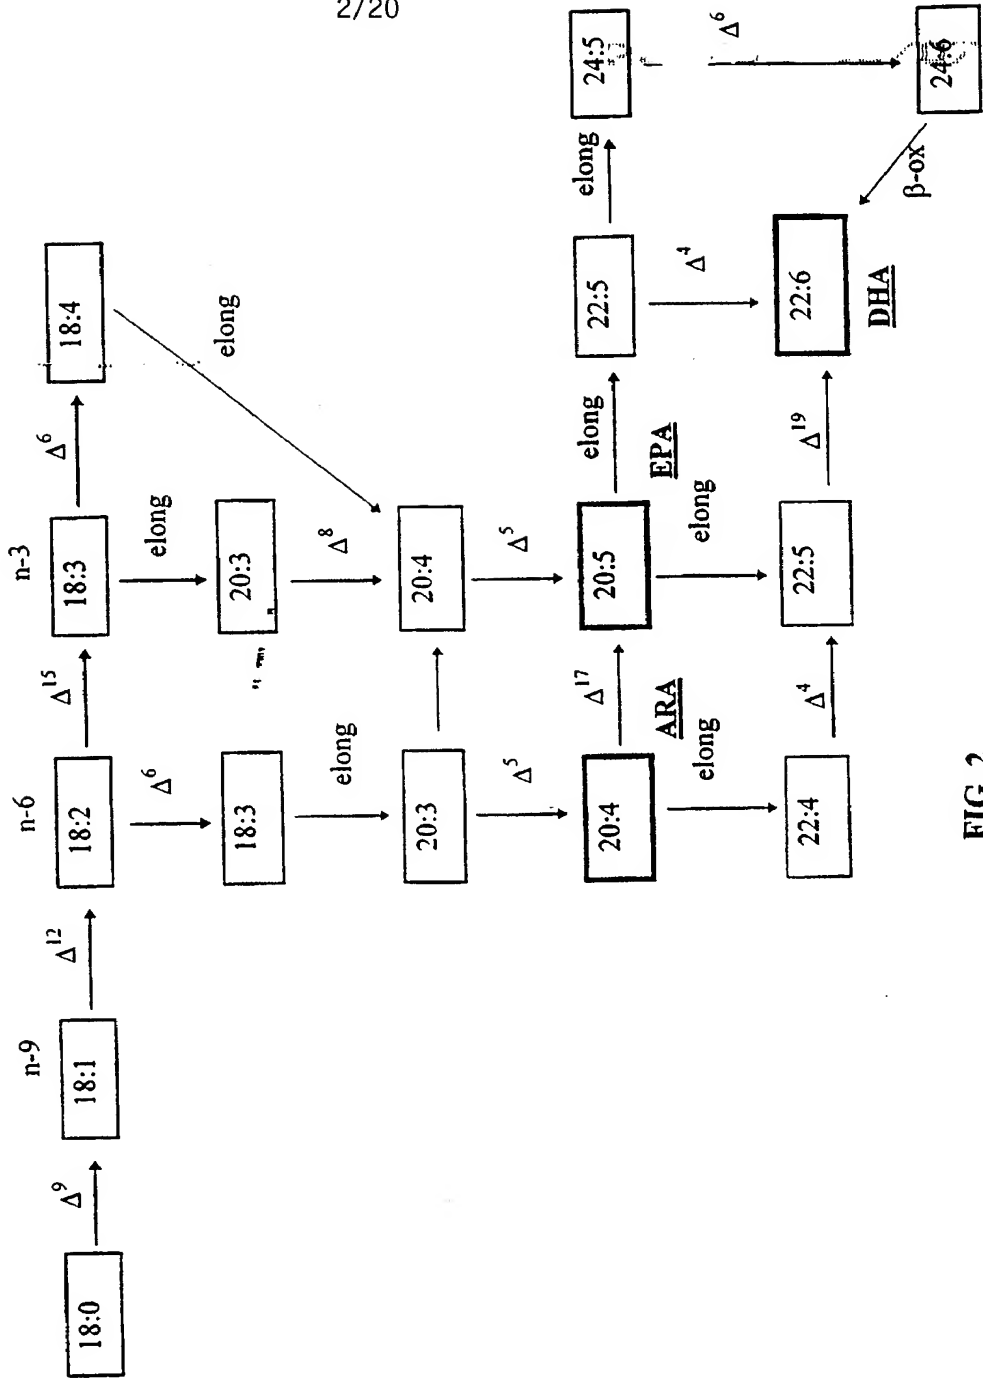 2/20
n-9
n-6
n-3
18:0
Δ⁹
18:1
Δ¹²
18:2
Δ¹⁵
18:3
Δ⁶
18:4
Δ⁶
elong
elong
18:3
20:3
elong
Δ⁸
20:3
20:4
Δ⁵
Δ⁵
20:4
Δ¹⁷
20:5
elong
22:5
elong
24:5
ARA
EPA
elong
elong
Δ⁴
Δ⁶
22:4
Δ⁴
22:5
Δ¹⁹
22:6
β-ox
24:6
DHA
FIG 2